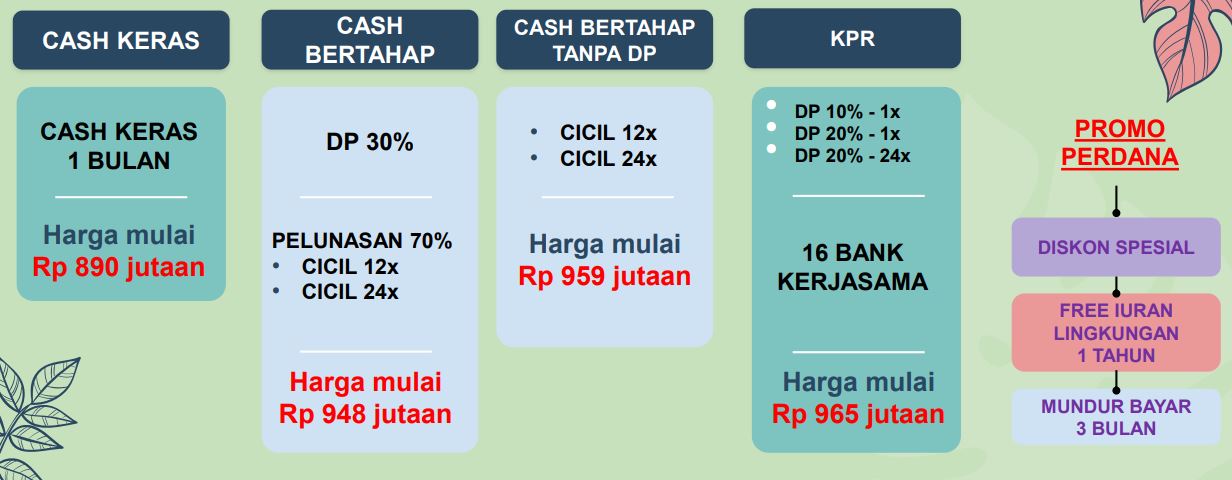 CASH KERAS
CASH KERAS
1 BULAN
Harga mulai
Rp 890 jutaan
CASH
BERTAHAP
DP 30%
PELUNASAN 70%
• CICIL 12x
• CICIL 24x
Harga mulai
Rp 948 jutaan
CASH BERTAHAP
TANPA DP
• CICIL 12x
• CICIL 24x
Harga mulai
Rp 959 jutaan
KPR
• DP 10% - 1x
• DP 20% - 1x
• DP 20% - 24x
16 BANK
KERJASAMA
Harga mulai
Rp 965 jutaan
PROMO
PERDANA
DISKON SPESIAL
FREE IURAN
LINGKUNGAN
1 TAHUN
MUNDUR BAYAR
3 BULAN